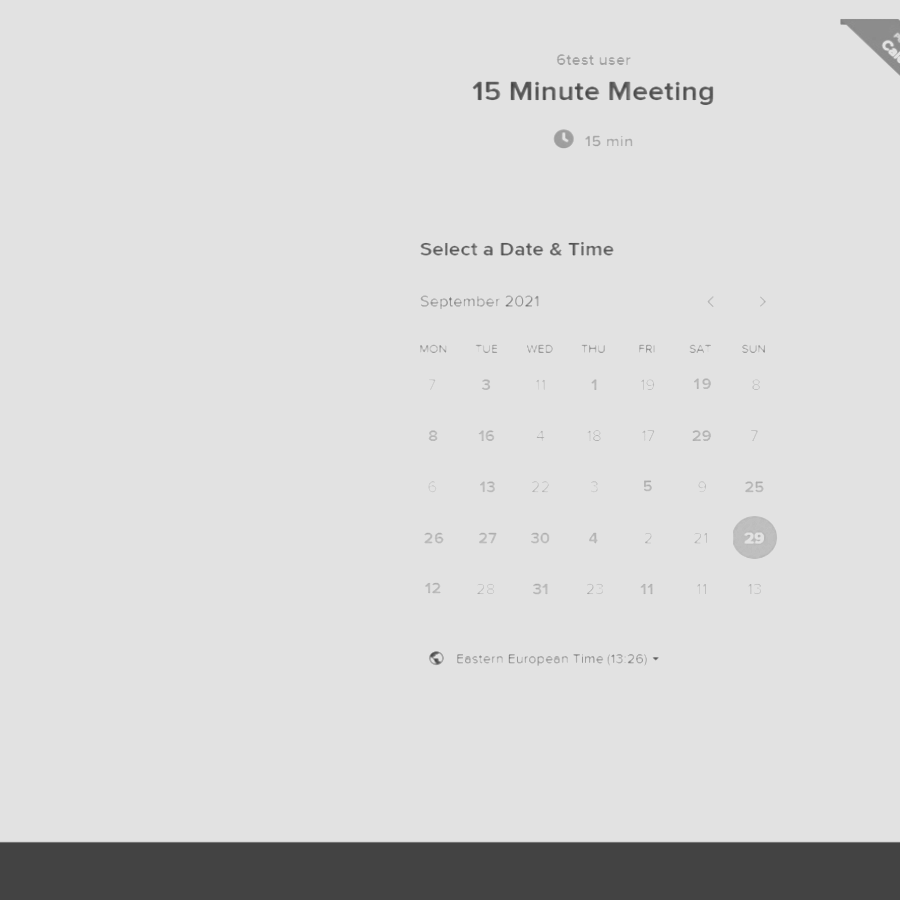 6test user
15 Minute Meeting
15 min
Select a Date & Time
September 2021
MON TUE WED THU FRI SAT SUN
7 3 11 1 19 19 8
8 16 4 18 17 29 7
6 13 22 3 5 9 25
26 27 30 4 2 21 29
12 28 31 23 11 11 13
Eastern European Time (13:26)